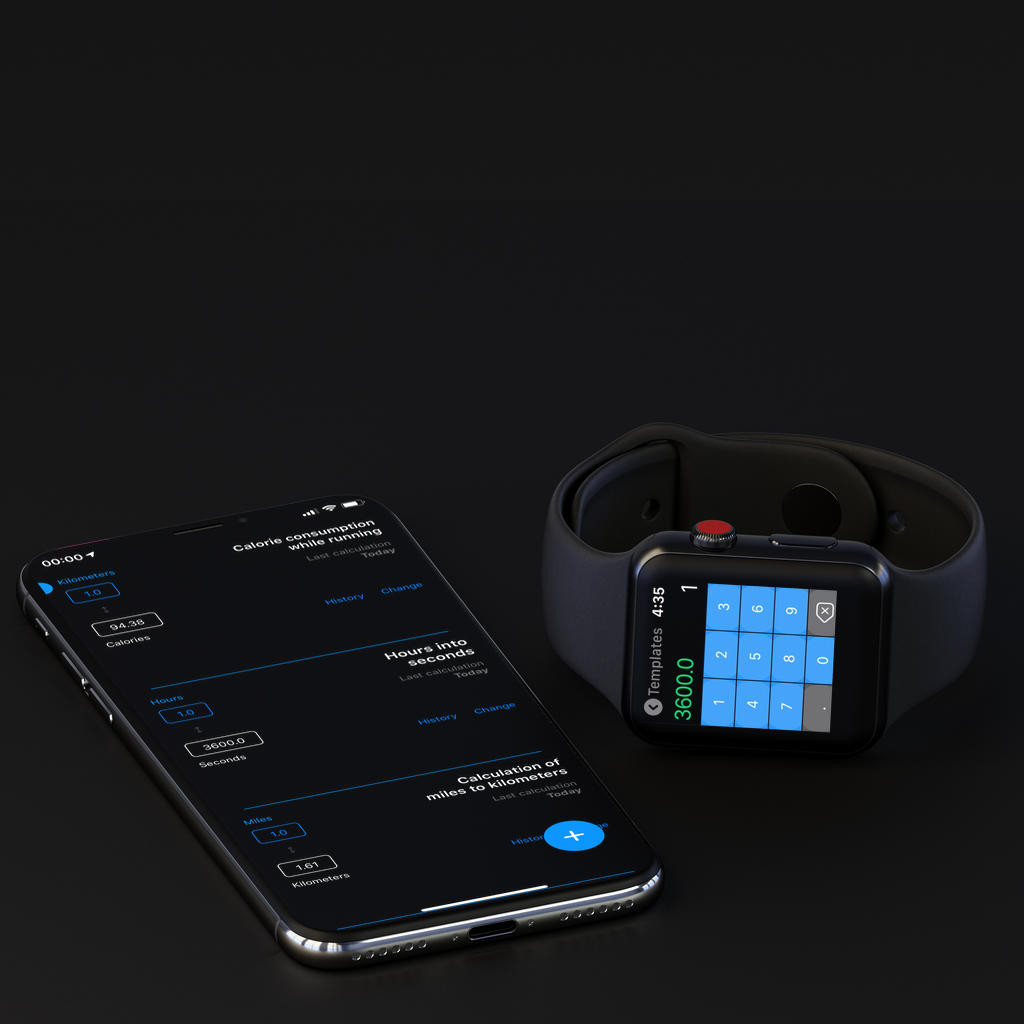 00:00
Calorie consumption
while running
Last calculation
Today
Kilometers
1.0
94.38
Calories
History Change
Hours into
seconds
Last calculation
Today
Hours
1.0
3600.0
Seconds
History Change
Calculation of
miles to kilometers
Last calculation
Today
Miles
1.0
1.61
Kilometers
+
Templates 4:35
3600.0 1
1 2 3
4 5 6
7 8 9
. 0